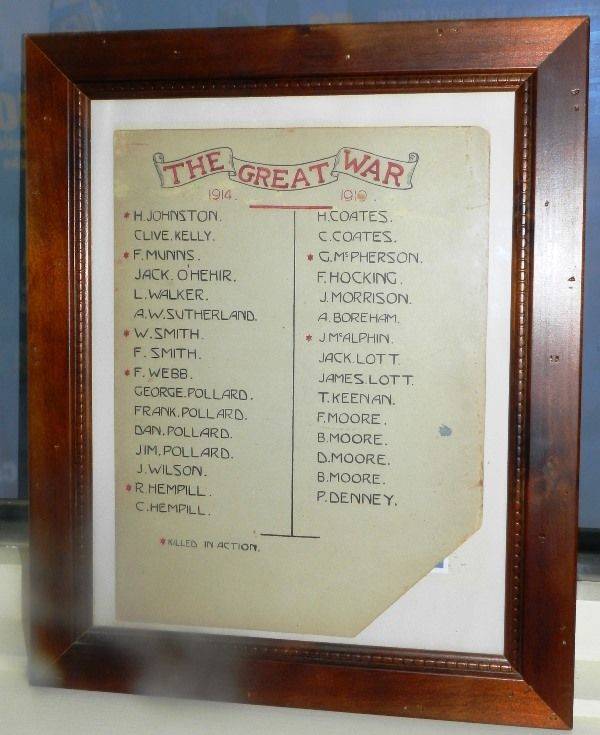 THE GREAT WAR
1914. 1919.
* H. JOHNSTON.
CLIVE. KELLY.
* F. MUNNS.
JACK. O'HEHIR.
L. WALKER.
A. W. SUTHERLAND.
* W. SMITH.
F. SMITH.
* F. WEBB.
GEORGE. POLLARD.
FRANK. POLLARD.
DAN. POLLARD.
JIM. POLLARD.
J. WILSON.
* R. HEMPILL.
C. HEMPILL.
H. COATES.
C. COATES.
* G. McPHERSON.
F. HOCKING.
J. MORRISON.
A. BOREHAM.
* J. McALPHIN.
JACK. LOTT.
JAMES. LOTT.
T. KEENAN.
F. MOORE.
B. MOORE.
D. MOORE.
B. MOORE.
P. DENNEY.
* KILLED IN ACTION.